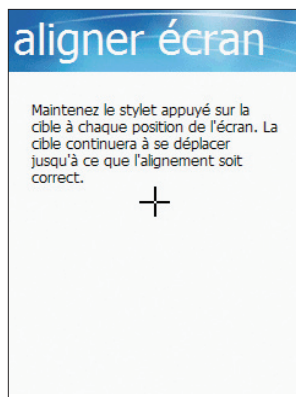 aligner écran
Maintenez le stylet appuyé sur la
cible à chaque position de l'écran. La
cible continuera à se déplacer
jusqu'à ce que l'alignement soit
correct.